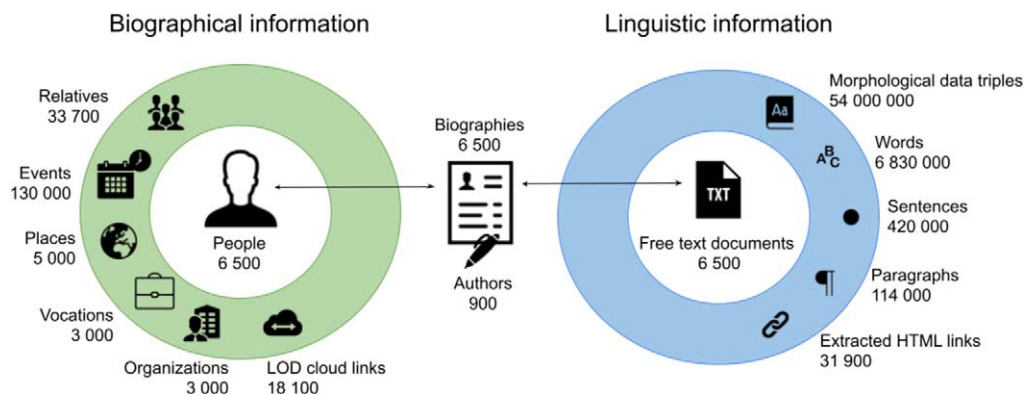 Biographical information
Linguistic information
Relatives
33 700
Events
130 000
Places
5 000
Vocations
3 000
Organizations
3 000
LOD cloud links
18 100
People
6 500
Biographies
6 500
Authors
900
TXT
Free text documents
6 500
Aa
Morphological data triples
54 000 000
ABC
Words
6 830 000
Sentences
420 000
¶
Paragraphs
114 000
Extracted HTML links
31 900